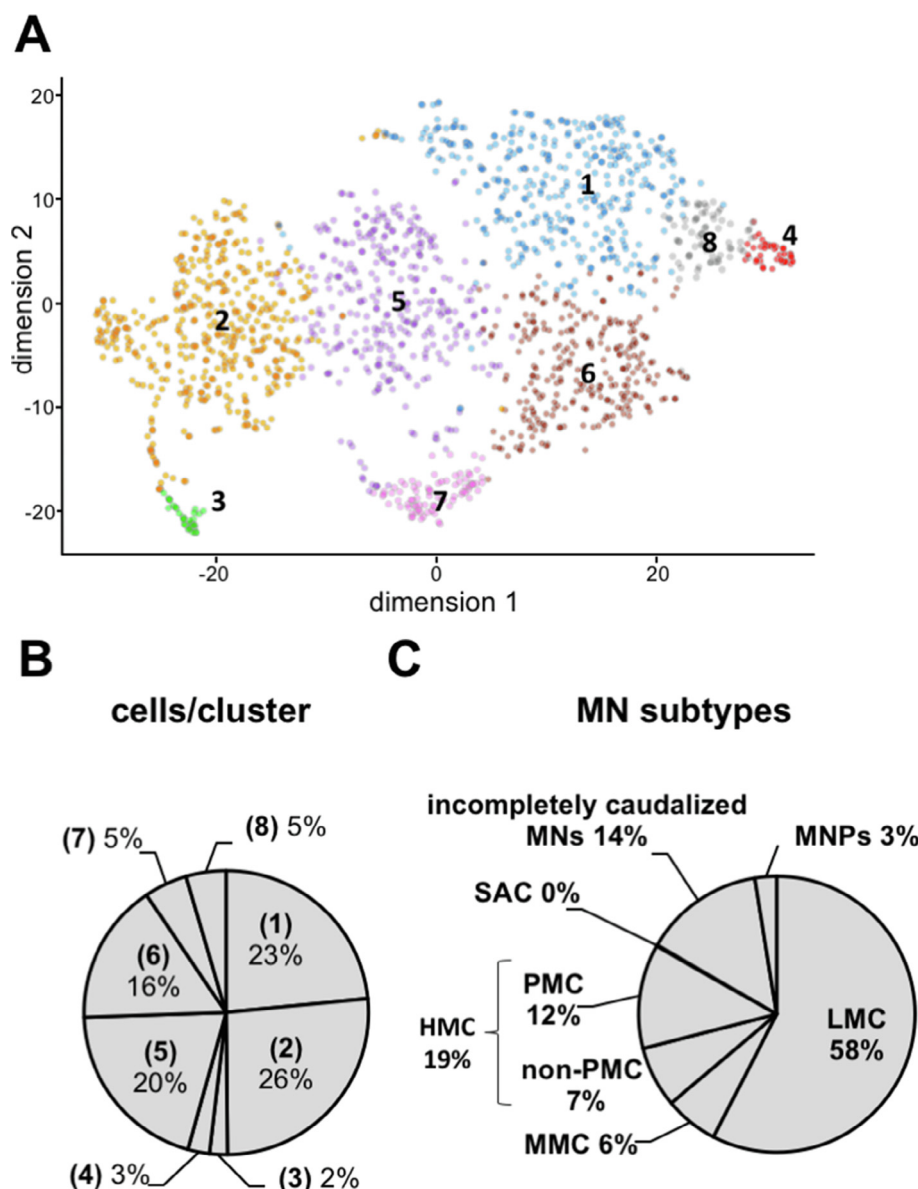 A
20
10
0
-10
-20
dimension 2
1
8
4
5
2
6
3
7
-20
0
20
dimension 1
B
cells/cluster
(7) 5%
(8) 5%
(1)
23%
(6)
16%
(2)
26%
(5)
20%
(4) 3%
(3) 2%
C
MN subtypes
incompletely caudalized
MNs 14%
MNPs 3%
SAC 0%
PMC
12%
HMC
19%
LMC
58%
non-PMC
7%
MMC 6%